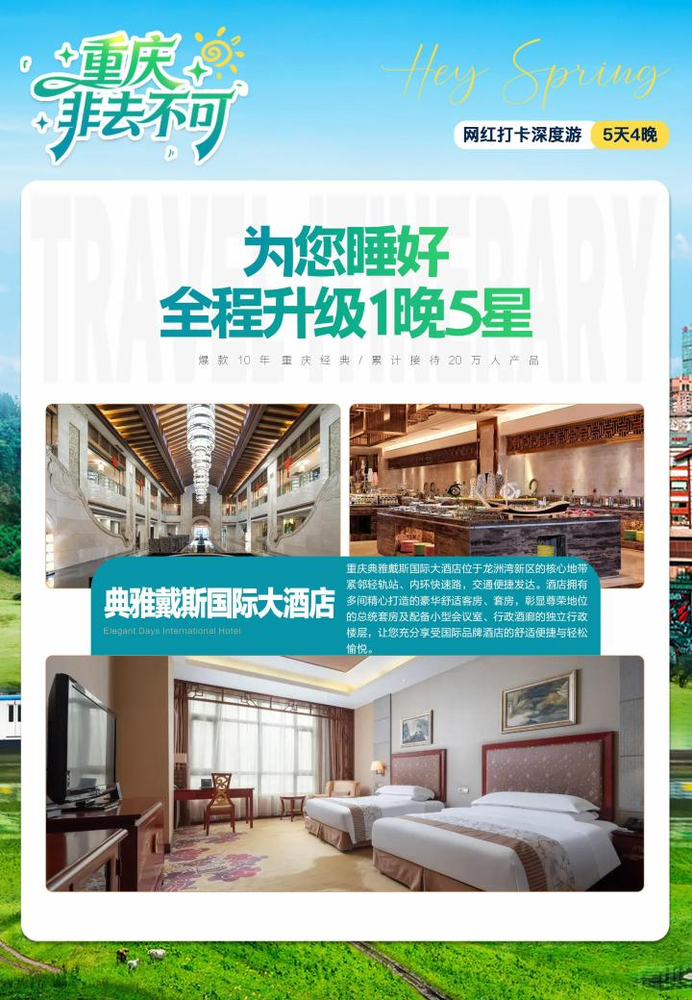 重庆
非去不可
Hey Spring
网红打卡深度游 5天4晚
TRAVEL ITINERARY
为您睡好
全程升级1晚5星
爆款10年重庆经典/累计接待20万人产品
典雅戴斯国际大酒店
Elegant Days International Hotel
重庆典雅戴斯国际大酒店位于龙洲湾新区的核心地带
紧邻轻轨站、内环快速路，交通便捷发达。酒店拥有
多间精心打造的豪华舒适客房、套房，彰显尊荣地位
的总统套房及配备小型会议室、行政酒廊的独立行政
楼层，让您充分享受国际品牌酒店的舒适便捷与轻松
愉悦。